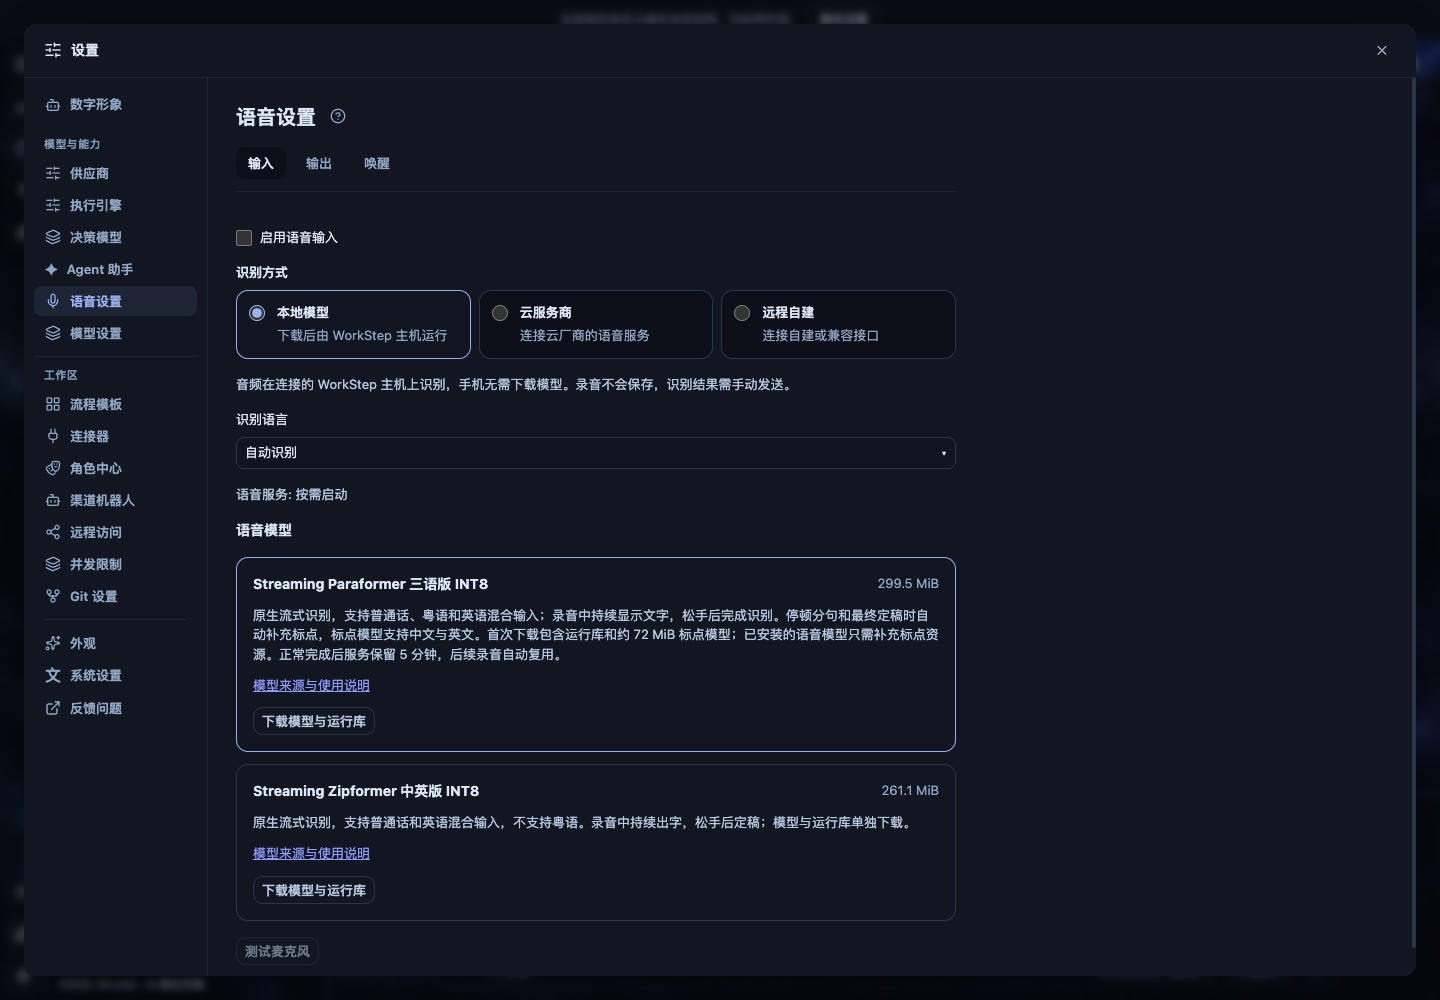 设置
数字形象
模型与能力
供应商
执行引擎
决策模型
Agent 助手
语音设置
模型设置
工作区
流程模板
连接器
角色中心
渠道机器人
远程访问
并发限制
Git 设置
外观
系统设置
反馈问题
语音设置
输入 输出 唤醒
启用语音输入
识别方式
本地模型
下载后由 WorkStep 主机运行
云服务商
连接云厂商的语音服务
远程自建
连接自建或兼容接口
音频在连接的 WorkStep 主机上识别，手机无需下载模型。录音不会保存，识别结果需手动发送。
识别语言
自动识别
语音服务: 按需启动
语音模型
Streaming Paraformer 三语版 INT8 299.5 MiB
原生流式识别，支持普通话、粤语和英语混合输入；录音中持续显示文字，松手后完成识别。停顿分句和最终定稿时自
动补充标点，标点模型支持中文与英文。首次下载包含运行库和约 72 MiB 标点模型；已安装的语音模型只需补充标点资
源。正常完成后服务保留 5 分钟，后续录音自动复用。
模型来源与使用说明
下载模型与运行库
Streaming Zipformer 中英版 INT8 261.1 MiB
原生流式识别，支持普通话和英语混合输入，不支持粤语。录音中持续出字，松手后定稿；模型与运行库单独下载。
模型来源与使用说明
下载模型与运行库
测试麦克风